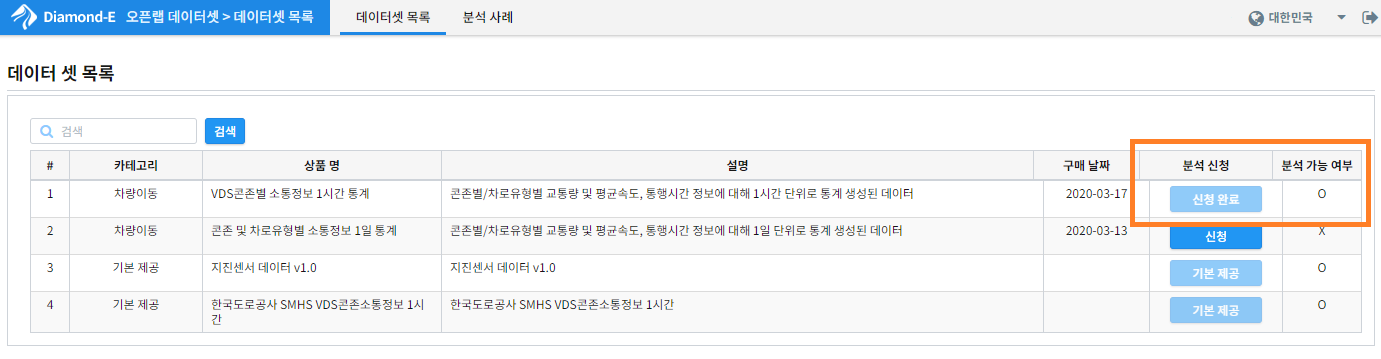 Diamond-E 오픈랩 데이터셋 > 데이터셋 목록 데이터셋 목록 분석 사례 대한민국
데이터 셋 목록
검색 검색
# 카테고리 상품 명 설명 구매 날짜 분석 신청 분석 가능 여부
1 차량이동 VDS콘존별 소통정보 1시간 통계 콘존별/차로유형별 교통량 및 평균속도, 통행시간 정보에 대해 1시간 단위로 통계 생성된 데이터 2020-03-17 신청 완료 O
2 차량이동 콘존 및 차로유형별 소통정보 1일 통계 콘존별/차로유형별 교통량 및 평균속도, 통행시간 정보에 대해 1일 단위로 통계 생성된 데이터 2020-03-13 신청 X
3 기본 제공 지진센서 데이터 v1.0 지진센서 데이터 v1.0 기본 제공 O
4 기본 제공 한국도로공사 SMHS VDS콘존소통정보 1시 한국도로공사 SMHS VDS콘존소통정보 1시간 기본 제공 O
간